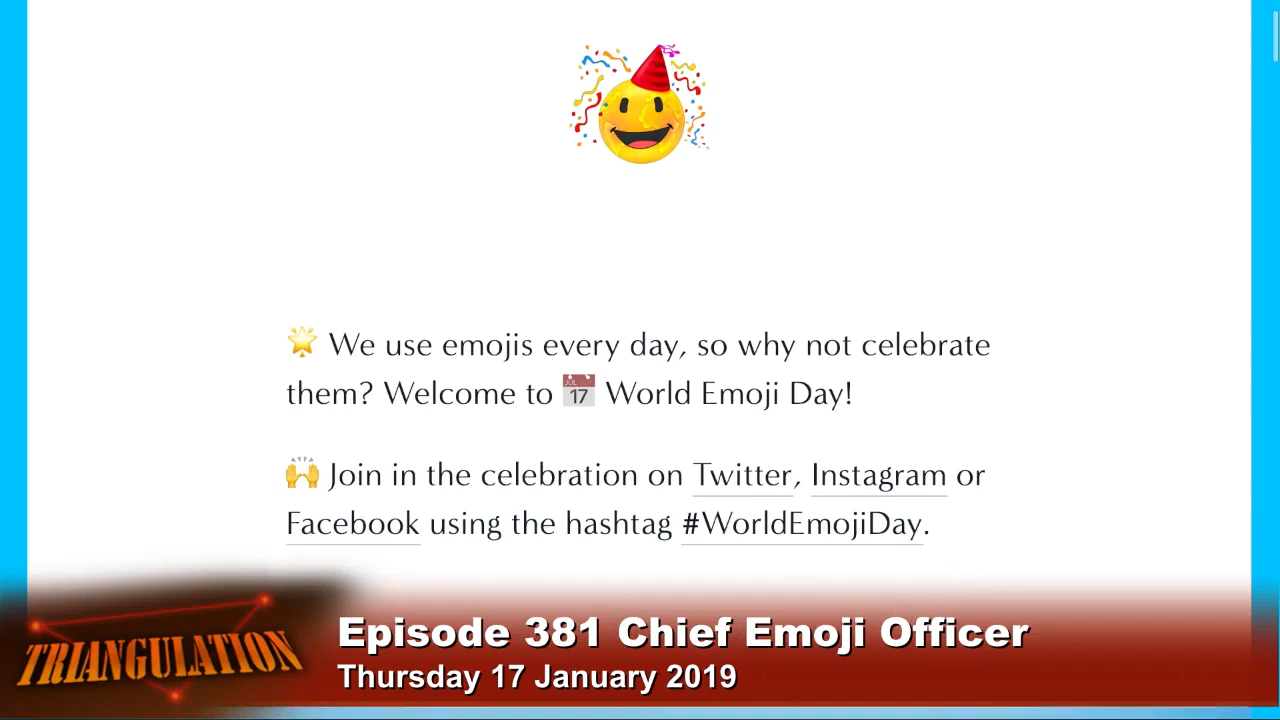 🌟 We use emojis every day, so why not celebrate
them? Welcome to 📅 World Emoji Day!
🙌 Join in the celebration on Twitter, Instagram or
Facebook using the hashtag #WorldEmojiDay.
JUL
17
TRIANGULATION
Episode 381 Chief Emoji Officer
Thursday 17 January 2019